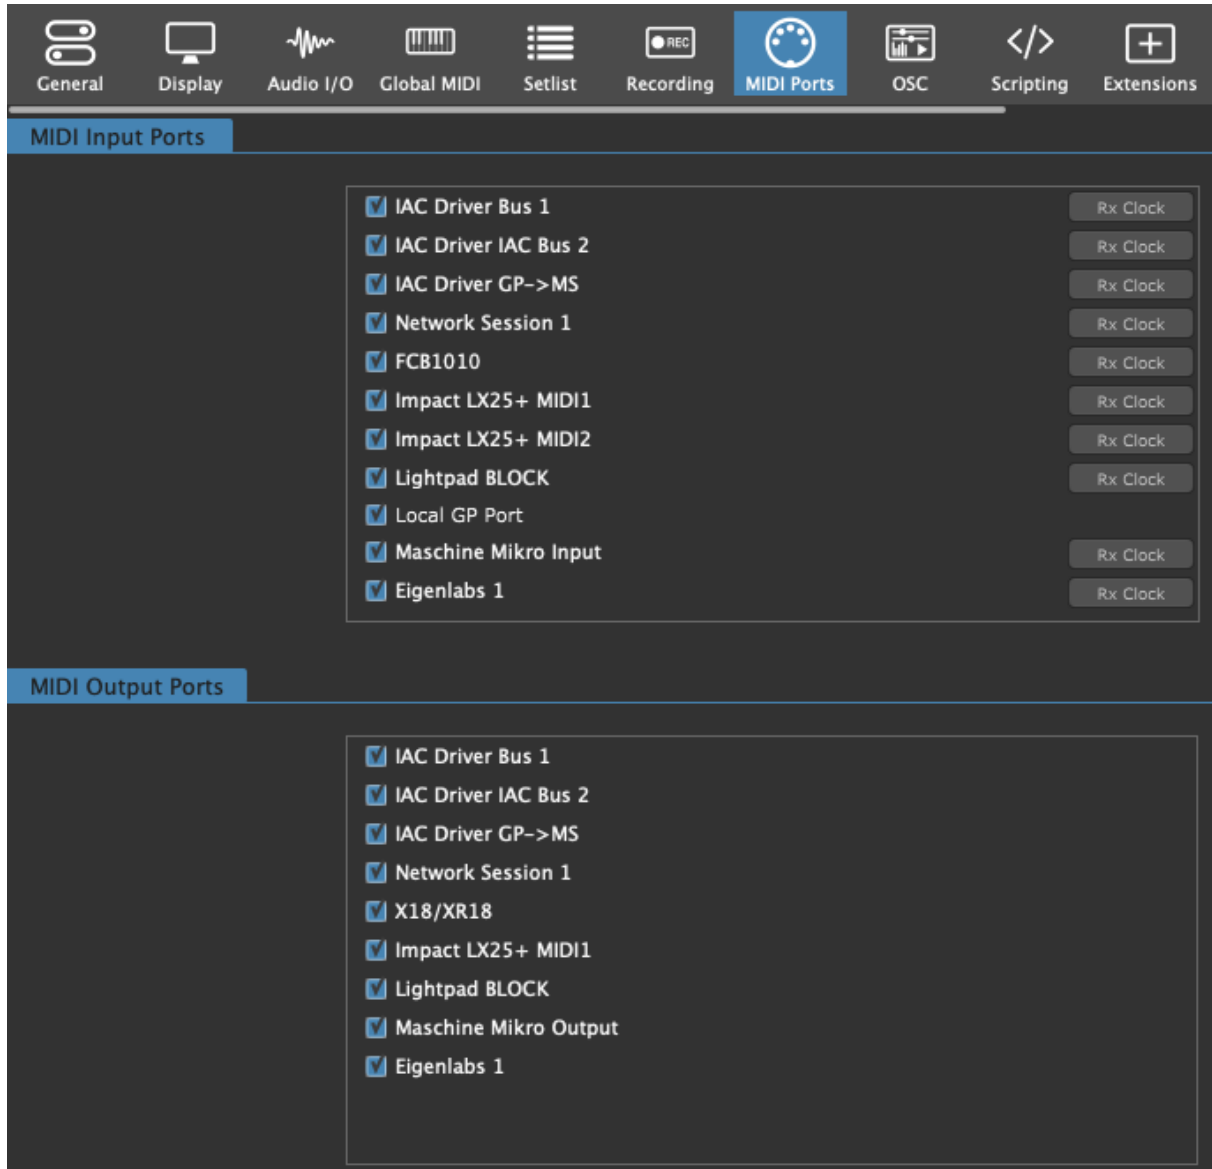 REC
General Display Audio I/O Global MIDI Setlist Recording MIDI Ports OSC Scripting Extensions
MIDI Input Ports
IAC Driver Bus 1 Rx Clock
IAC Driver IAC Bus 2 Rx Clock
IAC Driver GP->MS Rx Clock
Network Session 1 Rx Clock
FCB1010 Rx Clock
Impact LX25+ MIDI1 Rx Clock
Impact LX25+ MIDI2 Rx Clock
Lightpad BLOCK Rx Clock
Local GP Port
Maschine Mikro Input Rx Clock
Eigenlabs 1 Rx Clock
MIDI Output Ports
IAC Driver Bus 1
IAC Driver IAC Bus 2
IAC Driver GP->MS
Network Session 1
X18/XR18
Impact LX25+ MIDI1
Lightpad BLOCK
Maschine Mikro Output
Eigenlabs 1